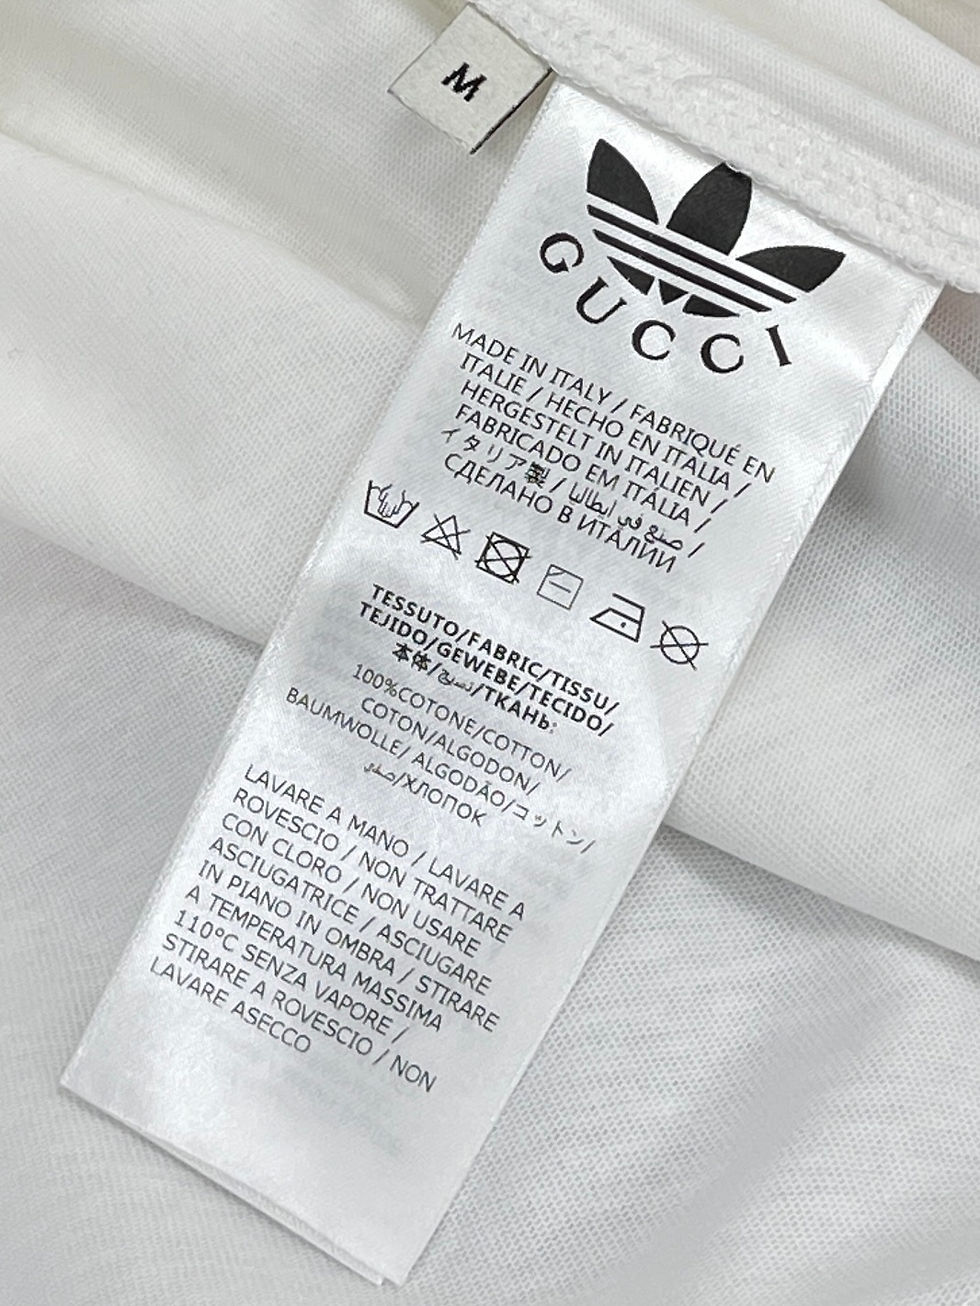 M
GUCCI
MADE IN ITALY / FABRIQUÉ EN
ITALIE / HECHO EN ITALIA /
HERGESTELT IN ITALIEN /
FABRICADO EM ITÁLIA /
イタリア製 / صنع في إيطاليا /
СДЕЛАНО В ИТАЛИИ
TESSUTO/FABRIC/TISSU/
TEJIDO/GEWEBE/TECIDO/
本体/نسيج/ТКАНЬ:
100%COTONE/COTTON/
COTON/ALGODON/
BAUMWOLLE/ ALGODÃO/コットン/
/ХЛОПОК
LAVARE A MANO / LAVARE A
ROVESCIO / NON TRATTARE
CON CLORO / NON USARE
ASCIUGATRICE / ASCIUGARE
IN PIANO IN OMBRA / STIRARE
A TEMPERATURA MASSIMA
110°C SENZA VAPORE /
STIRARE A ROVESCIO / NON
LAVARE ASECCO